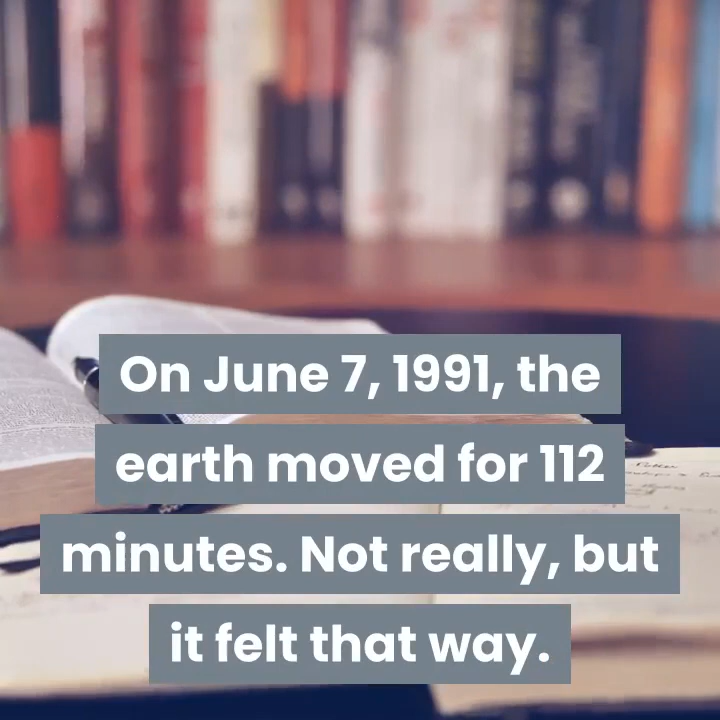 On June 7, 1991, the
earth moved for 112
minutes. Not really, but
it felt that way.